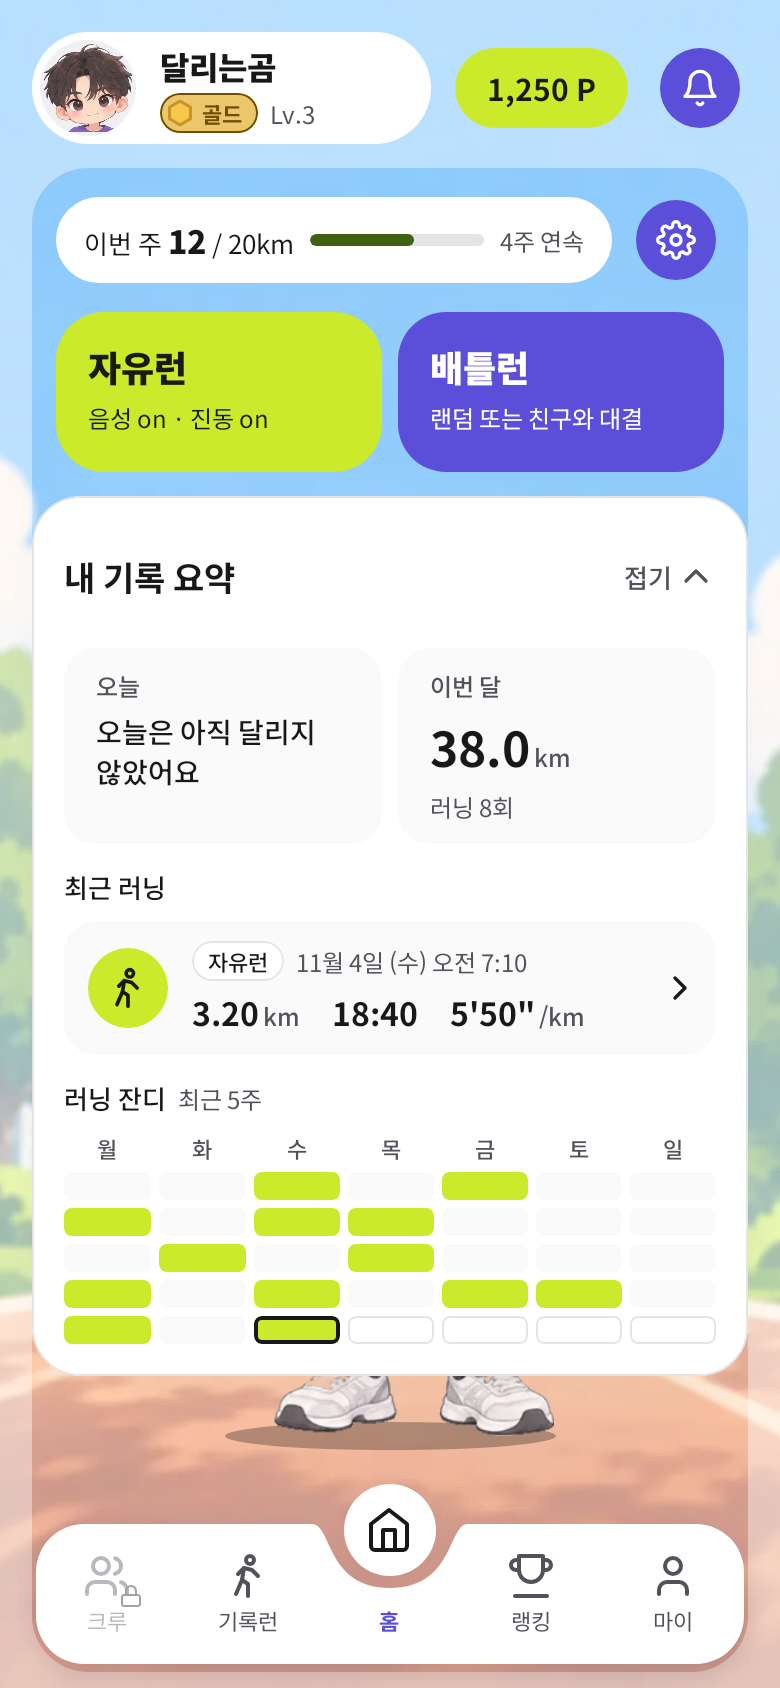 달리는곰
골드 Lv.3
1,250 P
이번 주 12 / 20km 4주 연속
자유런
음성 on · 진동 on
배틀런
랜덤 또는 친구와 대결
내 기록 요약 접기
오늘
오늘은 아직 달리지
않았어요
이번 달
38.0 km
러닝 8회
최근 러닝
자유런 11월 4일 (수) 오전 7:10
3.20 km 18:40 5'50" /km
러닝 잔디 최근 5주
월 화 수 목 금 토 일
크루 기록런 홈 랭킹 마이